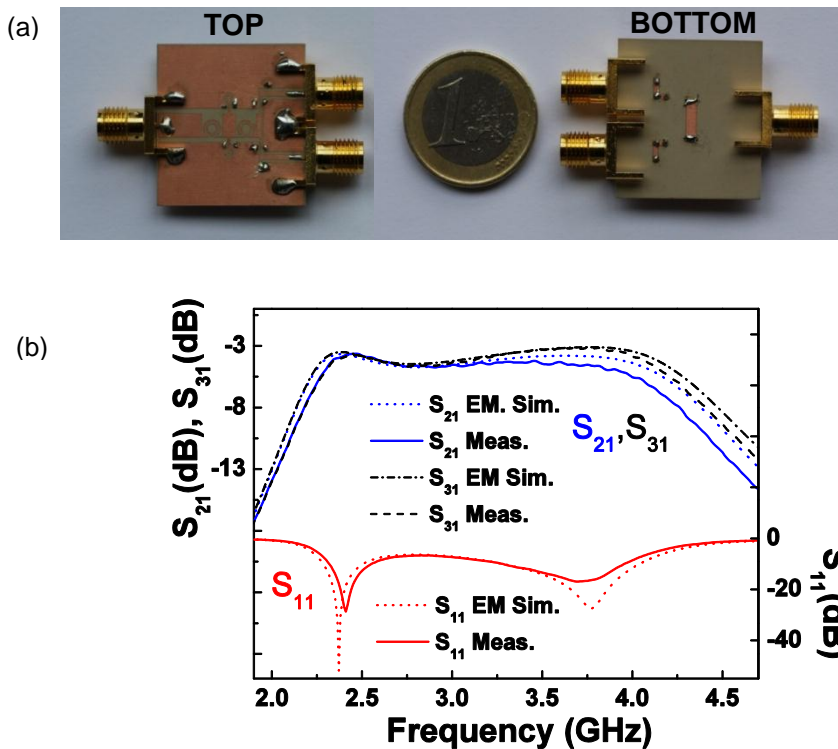 (a)
TOP
BOTTOM
1
(b)
S21(dB), S31(dB)
-3
-8
-13
S21 EM. Sim.
S21 Meas.
S31 EM Sim.
S31 Meas.
S21,S31
S11
S11 EM Sim.
S11 Meas.
0
-20
-40
S11(dB)
2.0 2.5 3.0 3.5 4.0 4.5
Frequency (GHz)